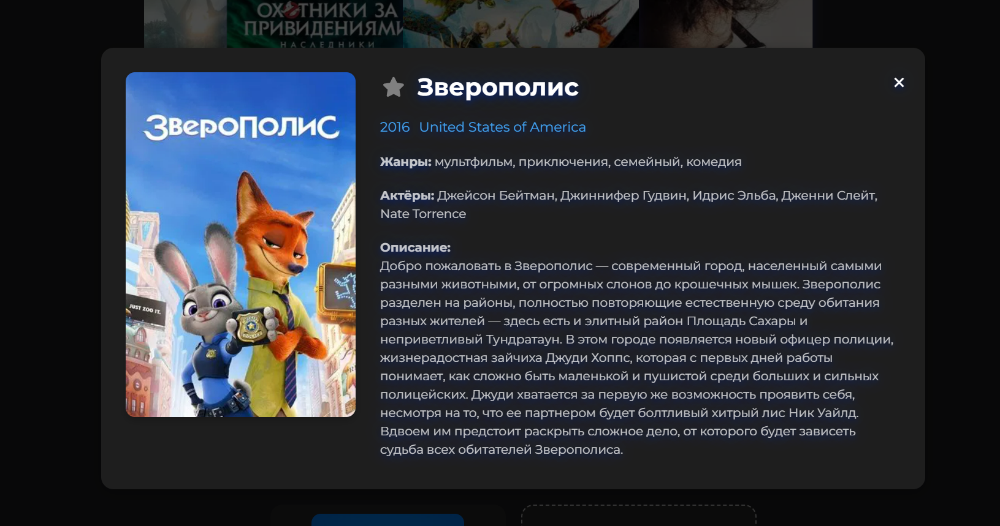 ОХОТНИКИ ЗА
ПРИВИДЕНИЯМИ
НАСЛЕДНИКИ
ЗВЕРОПОЛИС
JUST ZOO IT.
POLICE
Зверополис
2016 United States of America
Жанры: мультфильм, приключения, семейный, комедия
Актёры: Джейсон Бейтман, Джиннифер Гудвин, Идрис Эльба, Дженни Слейт,
Nate Torrence
Описание:
Добро пожаловать в Зверополис — современный город, населенный самыми
разными животными, от огромных слонов до крошечных мышек. Зверополис
разделен на районы, полностью повторяющие естественную среду обитания
разных жителей — здесь есть и элитный район Площадь Сахары и
неприветливый Тундратаун. В этом городе появляется новый офицер полиции,
жизнерадостная зайчиха Джуди Хоппс, которая с первых дней работы
понимает, как сложно быть маленькой и пушистой среди больших и сильных
полицейских. Джуди хватается за первую же возможность проявить себя,
несмотря на то, что ее партнером будет болтливый хитрый лис Ник Уайлд.
Вдвоем им предстоит раскрыть сложное дело, от которого будет зависеть
судьба всех обитателей Зверополиса.